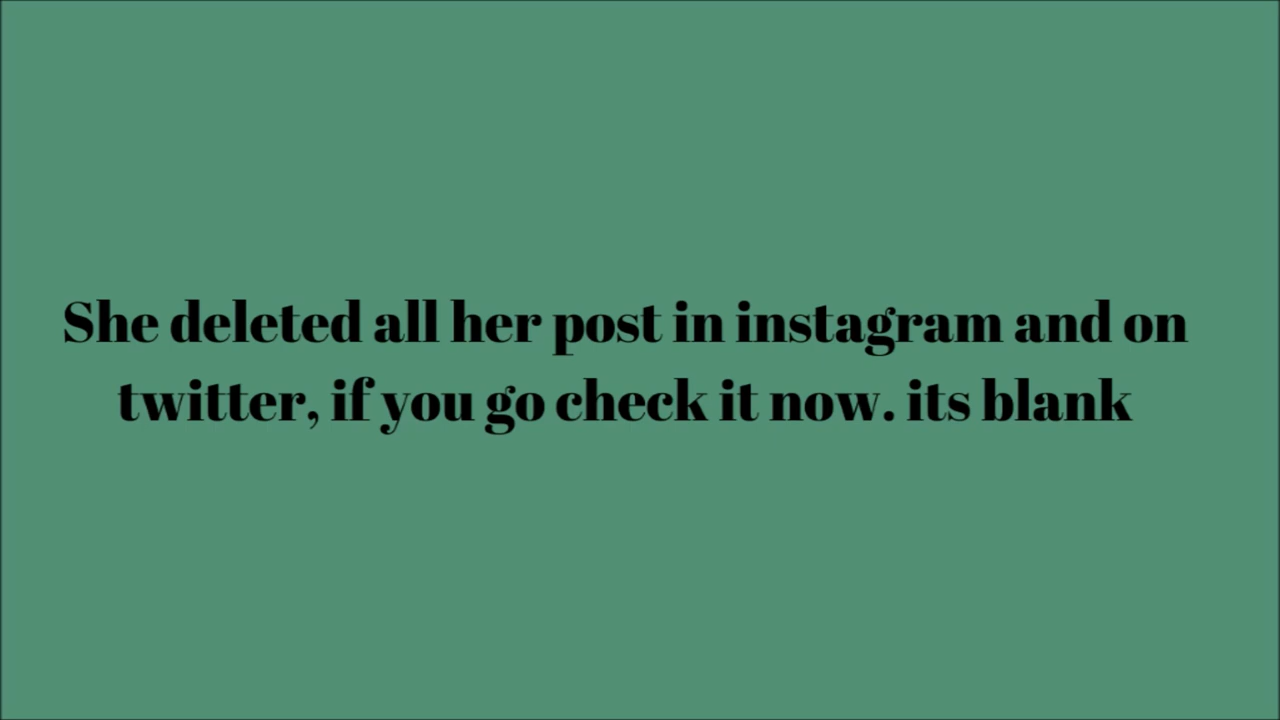 She deleted all her post in instagram and on
twitter, if you go check it now. its blank